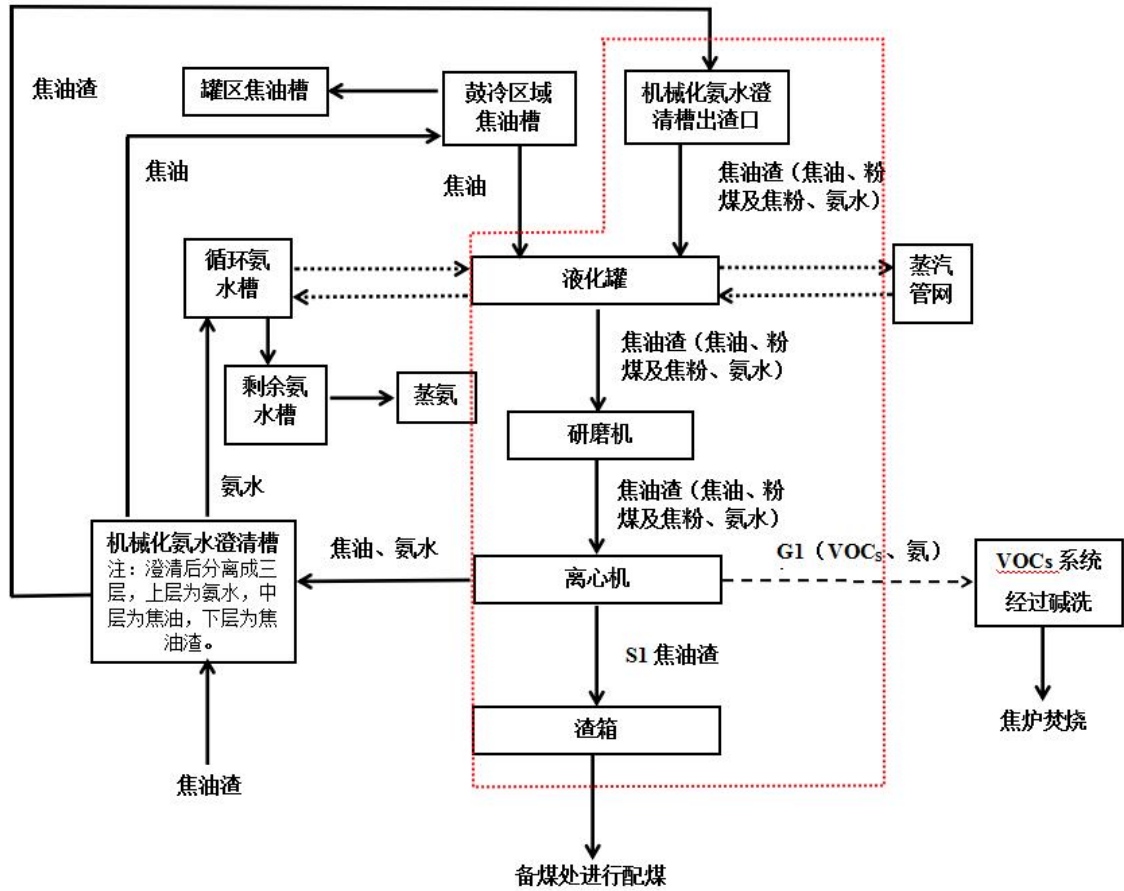 焦油渣
罐区焦油槽
鼓冷区域
焦油槽
机械化氨水澄
清槽出渣口
焦油
焦油
焦油渣（焦油、粉
煤及焦粉、氨水）
循环氨
水槽
液化罐
蒸汽
管网
焦油渣（焦油、粉
煤及焦粉、氨水）
剩余氨
水槽
蒸氨
研磨机
氨水
焦油渣（焦油、粉
煤及焦粉、氨水）
机械化氨水澄清槽
注：澄清后分离成三
层，上层为氨水，中
层为焦油，下层为焦
油渣。
焦油、氨水
离心机
G1（VOCs、氨）
VOCs 系统
经过碱洗
S1 焦油渣
渣箱
焦炉焚烧
焦油渣
备煤处进行配煤